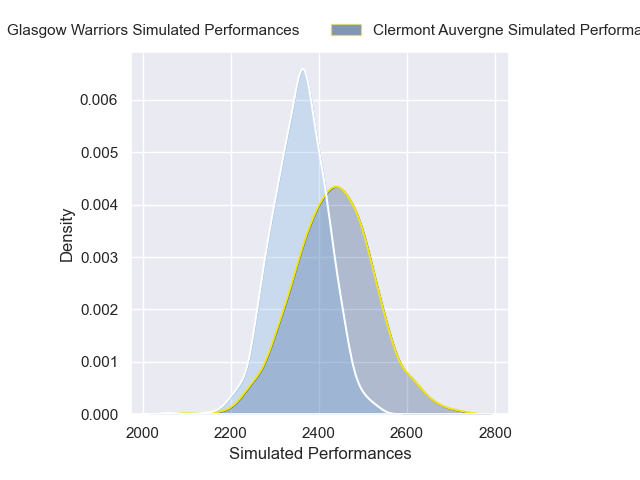 Glasgow Warriors Simulated Performances
Clermont Auvergne Simulated Performa
0.006
0.005
0.004
0.003
0.002
0.001
0.000
Density
2000 2200 2400 2600 2800
Simulated Performances